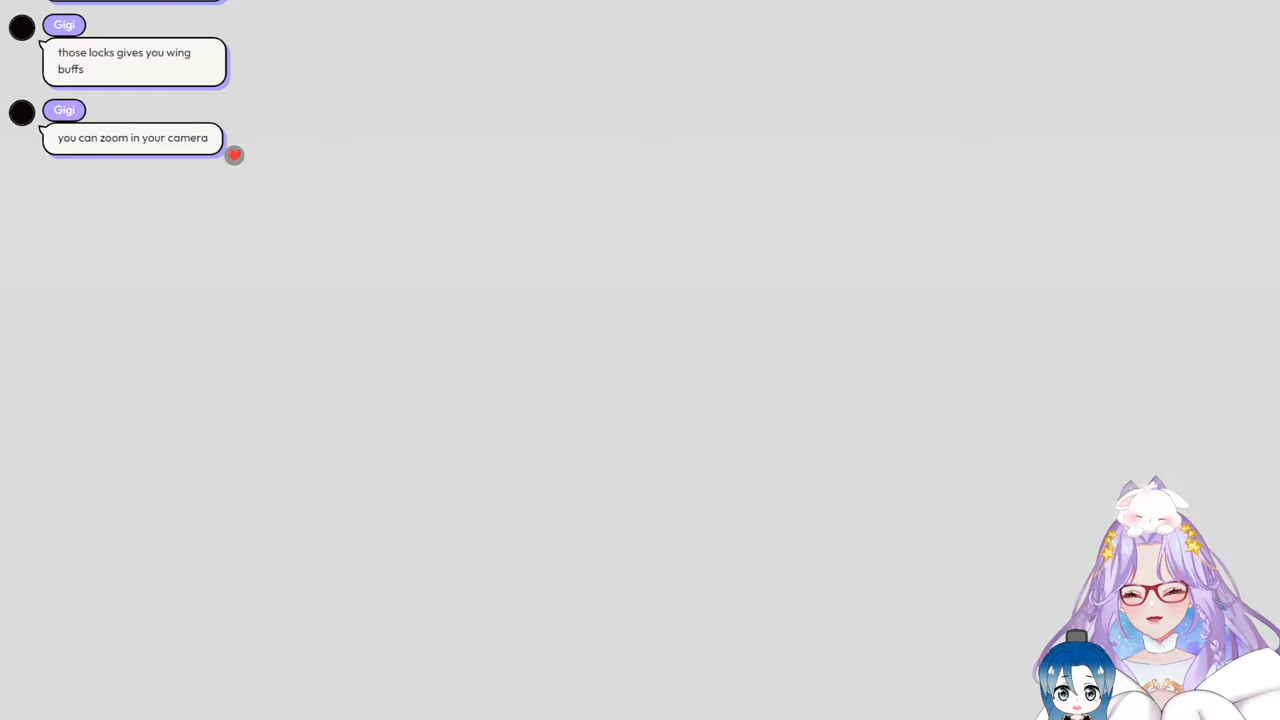 Gigi
those locks gives you wing
buffs
Gigi
you can zoom in your camera